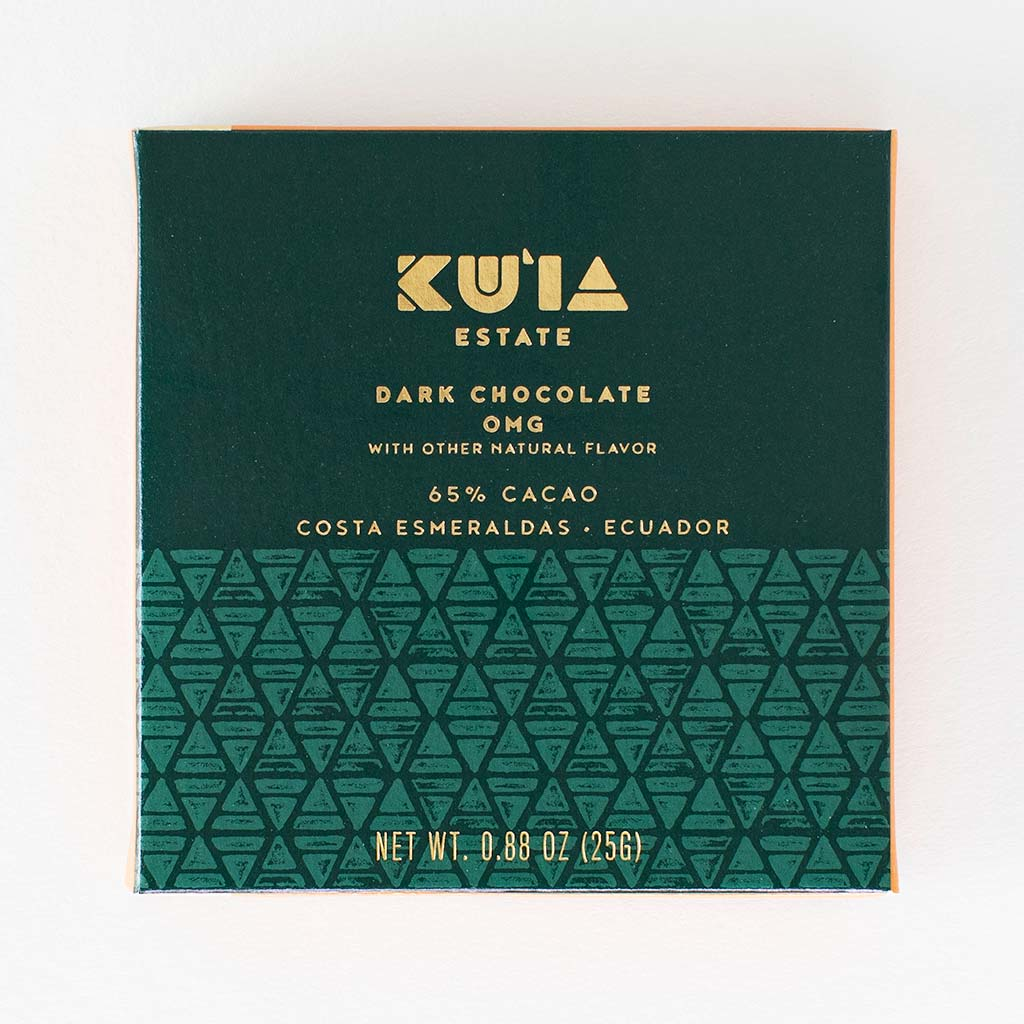 KU'IA
ESTATE
DARK CHOCOLATE
OMG
WITH OTHER NATURAL FLAVOR
65% CACAO
COSTA ESMERALDAS • ECUADOR
NET WT. 0.88 OZ (25G)